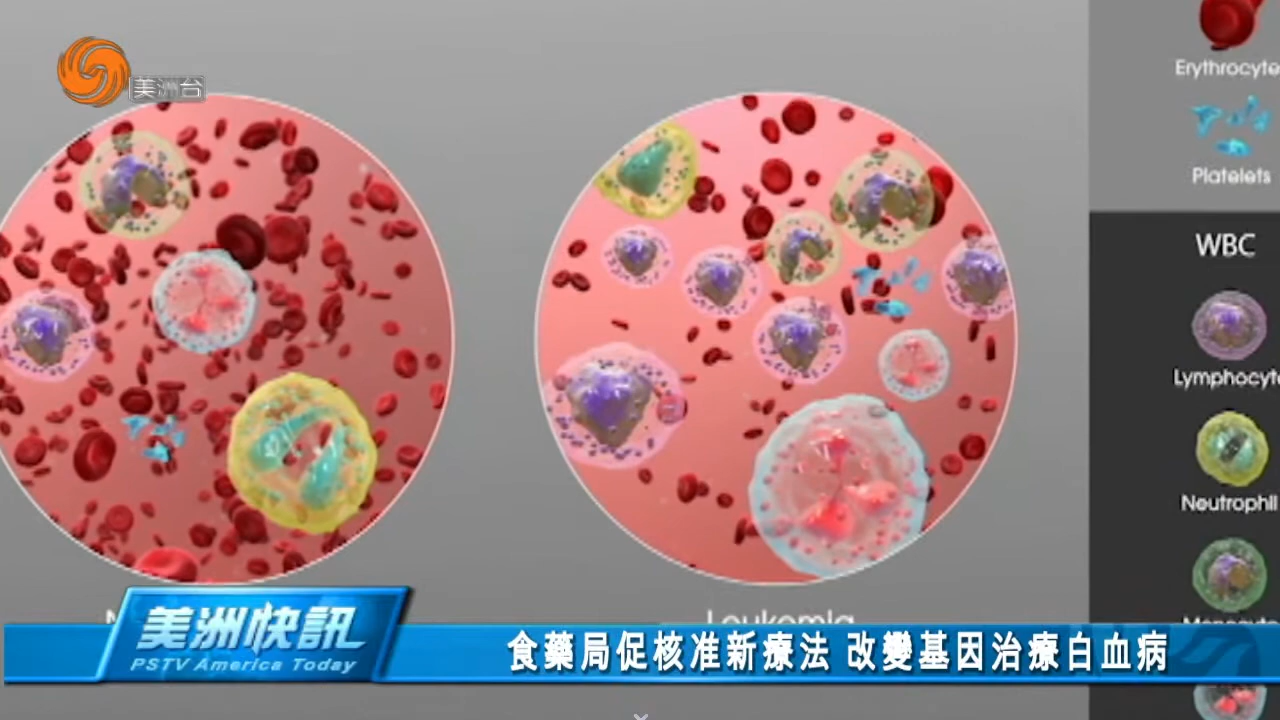 美洲台
Erythrocyte
Platelets
WBC
Lymphocyte
Neutrophil
Monocyte
Leukemia
美洲快訊
PSTV America Today
食藥局促核准新療法 改變基因治療白血病